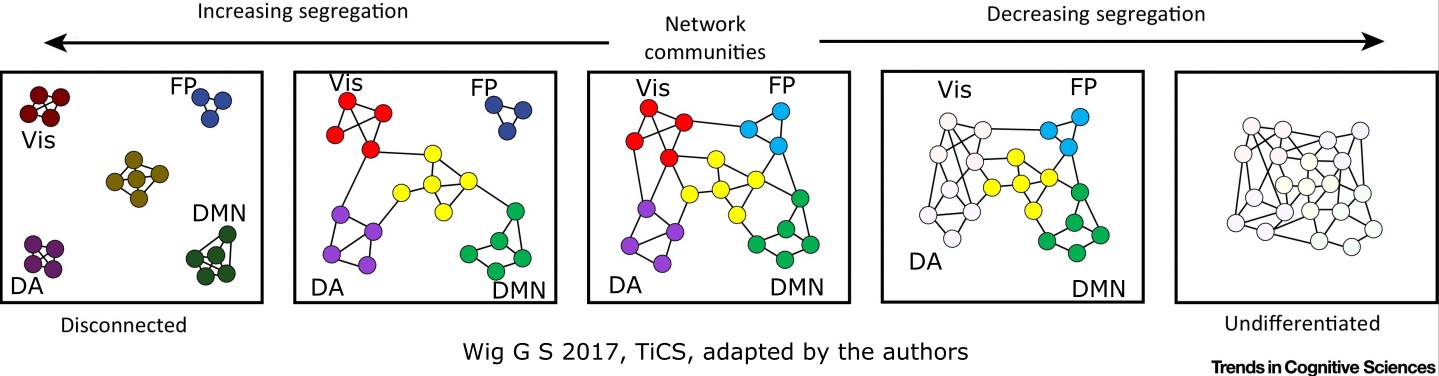 Increasing segregation
Network
communities
Decreasing segregation
Vis
FP
DMN
DA
Vis
FP
DA
DMN
Vis
FP
DA
DMN
Vis
FP
DA
DMN
Disconnected
Undifferentiated
Wig G S 2017, TiCS, adapted by the authors
Trends in Cognitive Sciences